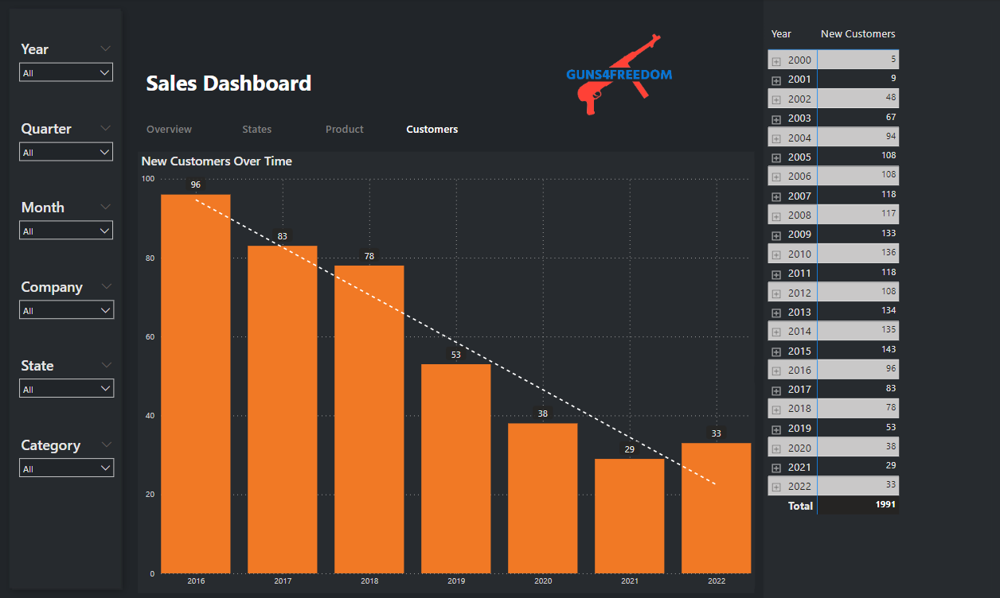 Year
All
Quarter
All
Month
All
Company
All
State
All
Category
All
Sales Dashboard
GUNS4FREEDOM
Overview States Product Customers
New Customers Over Time
100
80
60
40
20
0
96
83
78
53
38
29
33
2016 2017 2018 2019 2020 2021 2022
Year New Customers
2000 5
2001 9
2002 48
2003 67
2004 94
2005 108
2006 108
2007 118
2008 117
2009 133
2010 136
2011 118
2012 108
2013 134
2014 135
2015 143
2016 96
2017 83
2018 78
2019 53
2020 38
2021 29
2022 33
Total 1991